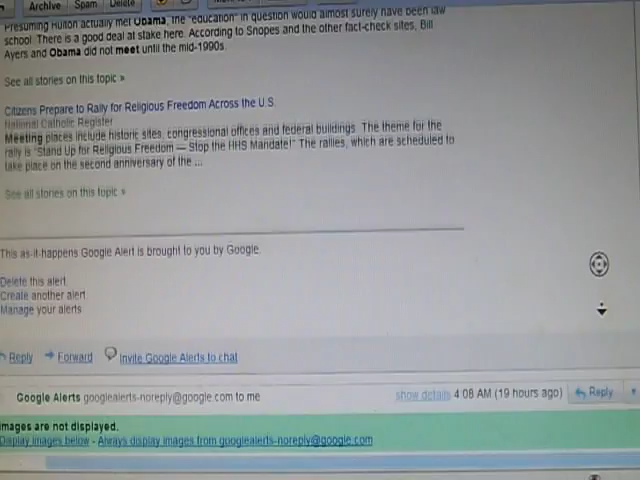 Archive Spam Delete
Presuming Hulton actually met Obama, the "education" in question would almost surely have been law
school. There is a good deal at stake here. According to Snopes and the other fact-check sites, Bill
Ayers and Obama did not meet until the mid-1990s.
See all stories on this topic »
Citizens Prepare to Rally for Religious Freedom Across the U.S.
National Catholic Register
Meeting places include historic sites, congressional offices and federal buildings. The theme for the
rally is "Stand Up for Religious Freedom — Stop the HHS Mandate!" The rallies, which are scheduled to
take place on the second anniversary of the ...
See all stories on this topic »
This as-it-happens Google Alert is brought to you by Google.
Delete this alert.
Create another alert.
Manage your alerts.
Reply Forward Invite Google Alerts to chat
Google Alerts googlealerts-noreply@google.com to me show details 4:08 AM (19 hours ago) Reply
Images are not displayed.
Display images below - Always display images from googlealerts-noreply@google.com